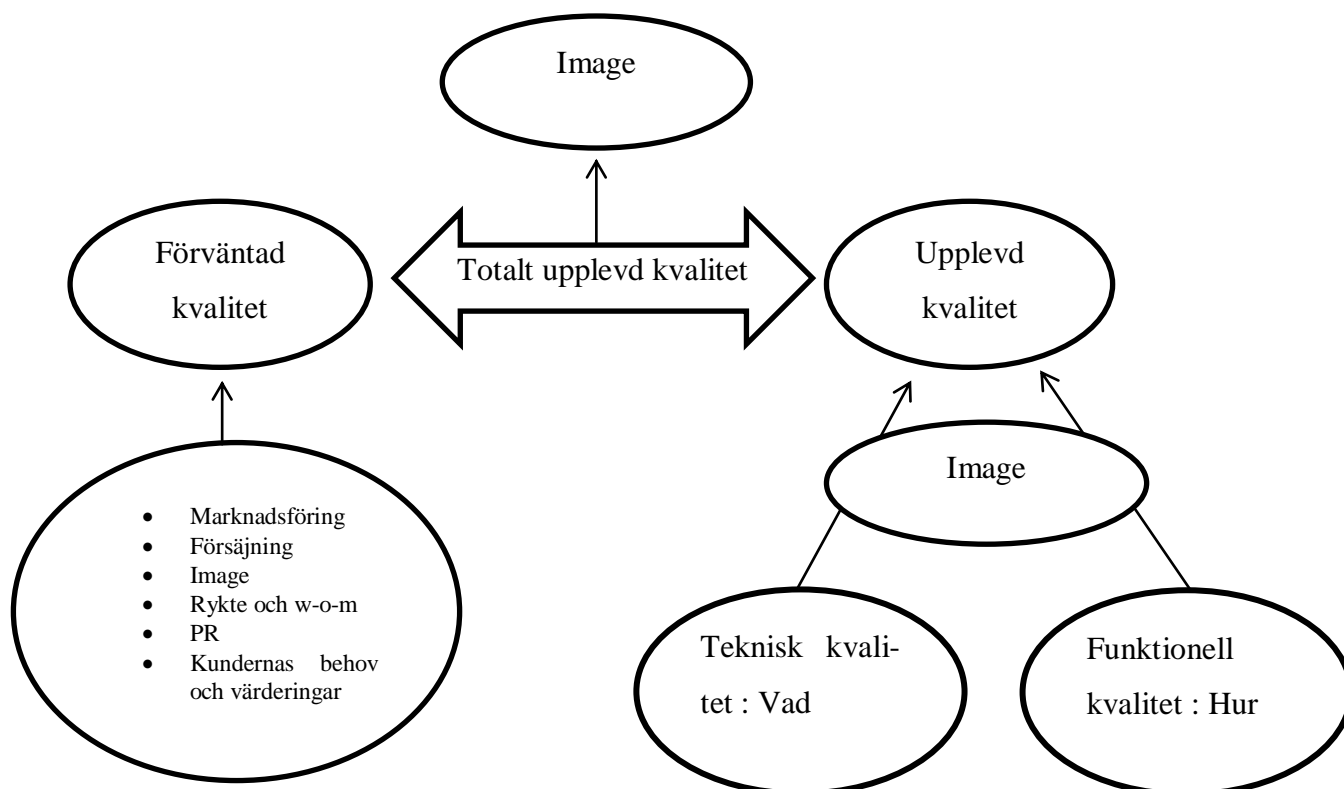 Image
Förväntad
kvalitet
Totalt upplevd kvalitet
Upplevd
kvalitet
Image
• Marknadsföring
• Försäjning
• Image
• Rykte och w-o-m
• PR
• Kundernas behov
och värderingar
Teknisk kvali-
tet : Vad
Funktionell
kvalitet : Hur